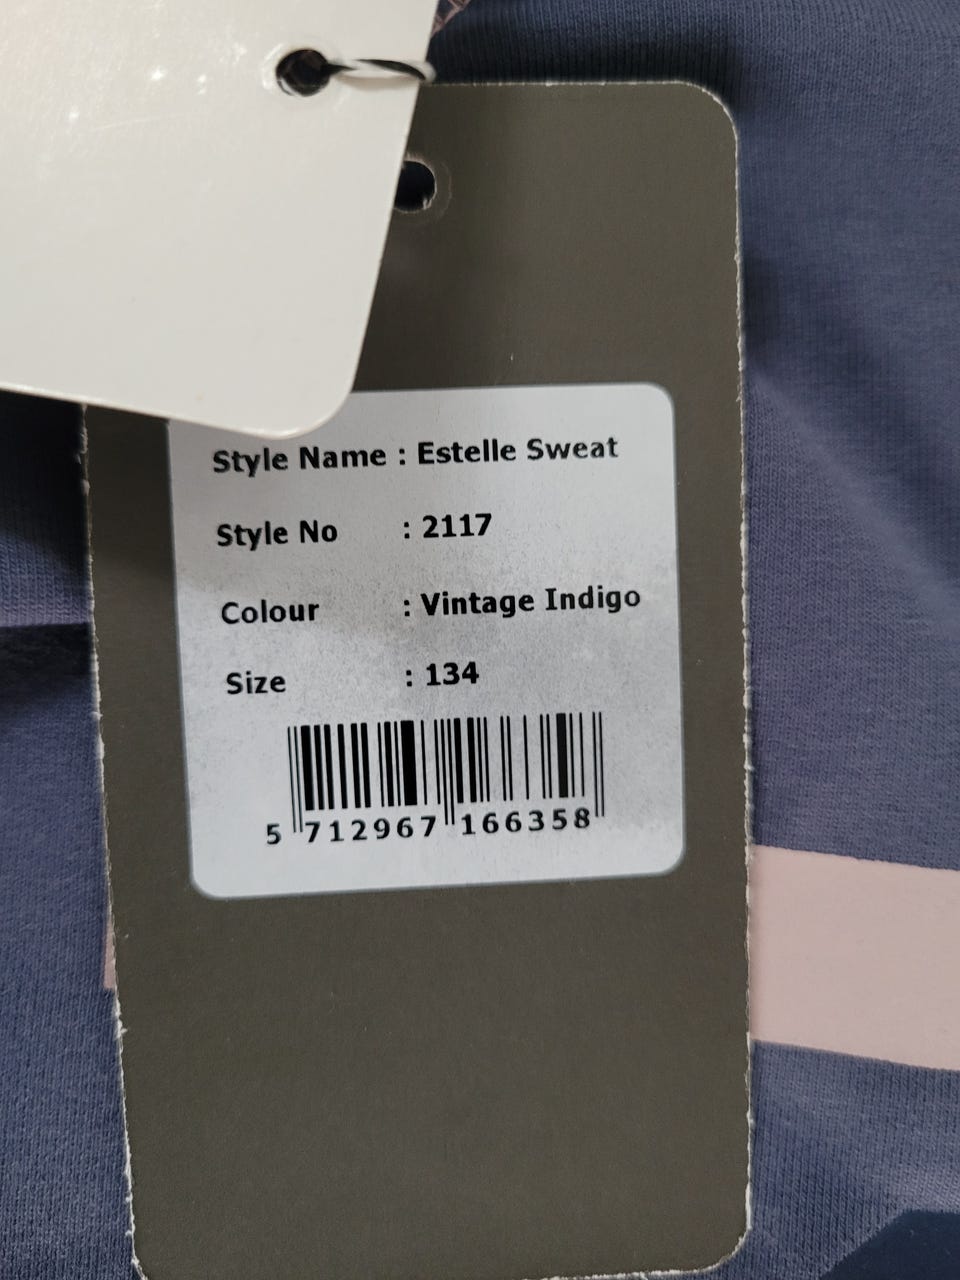 Style Name : Estelle Sweat
Style No : 2117
Colour : Vintage Indigo
Size : 134
5 712967 166358